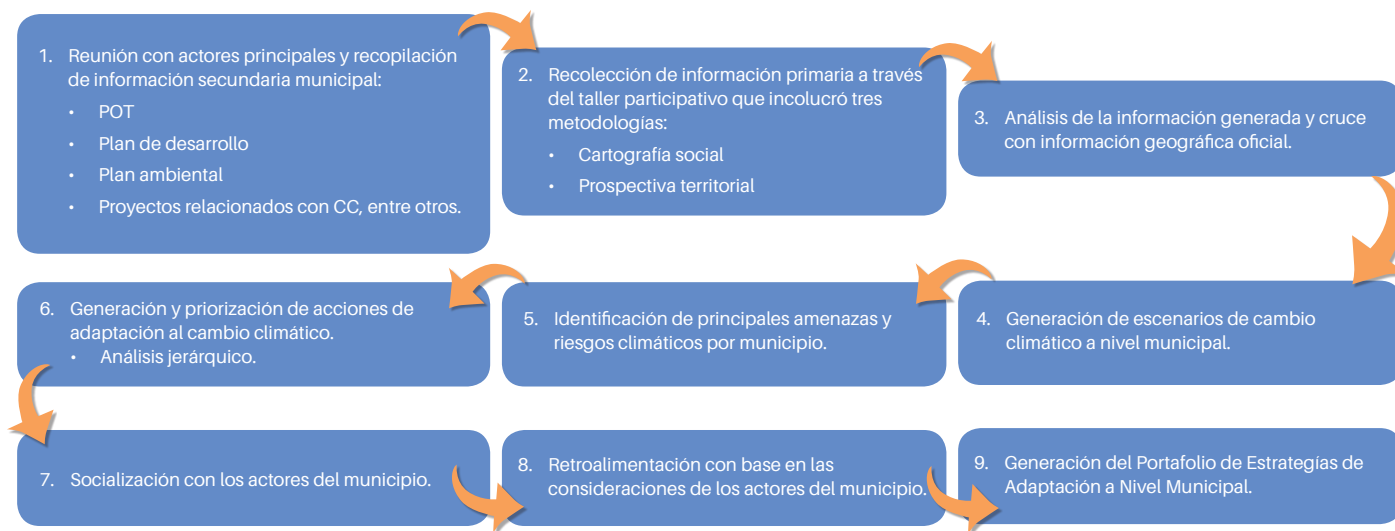 1. Reunión con actores principales y recopilación
de información secundaria municipal:
• POT
• Plan de desarrollo
• Plan ambiental
• Proyectos relacionados con CC, entre otros.
2. Recolección de información primaria a través
del taller participativo que incolucró tres
metodologías:
• Cartografía social
• Prospectiva territorial
3. Análisis de la información generada y cruce
con información geográfica oficial.
4. Generación de escenarios de cambio
climático a nivel municipal.
5. Identificación de principales amenazas y
riesgos climáticos por municipio.
6. Generación y priorización de acciones de
adaptación al cambio climático.
• Análisis jerárquico.
7. Socialización con los actores del municipio.
8. Retroalimentación con base en las
consideraciones de los actores del municipio.
9. Generación del Portafolio de Estrategías de
Adaptación a Nivel Municipal.